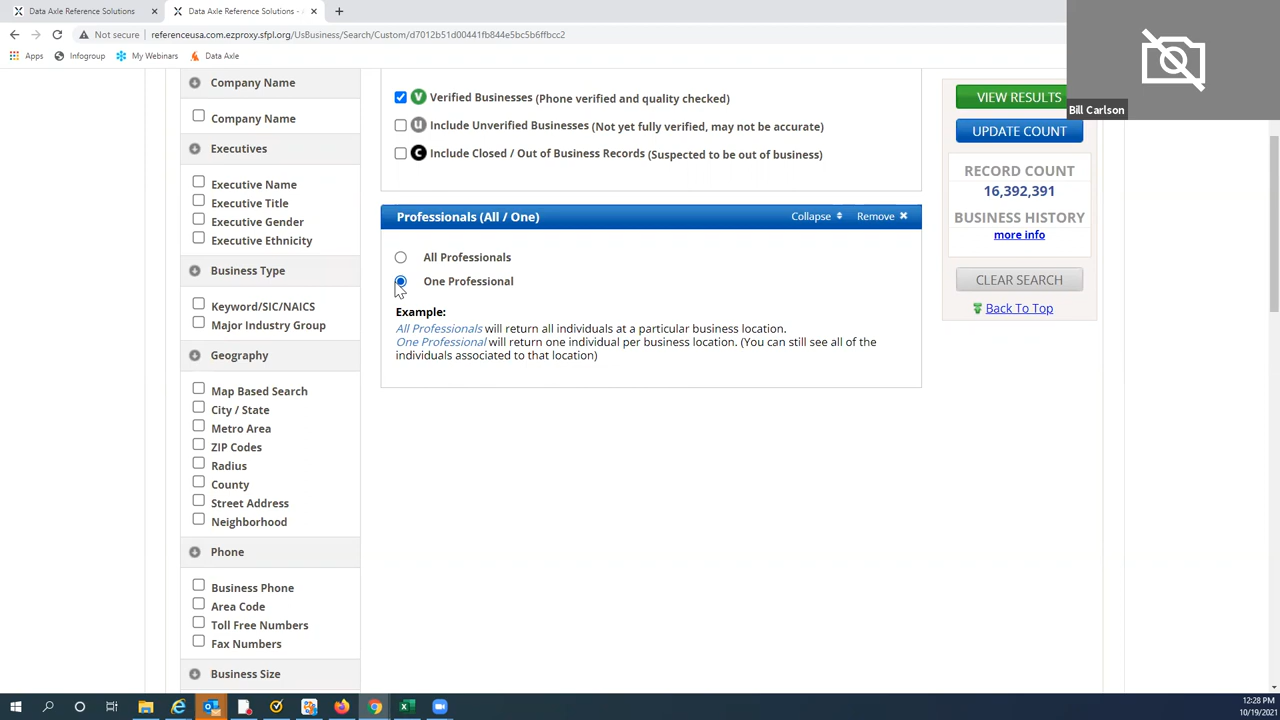 Data Axle Reference Solutions
Data Axle Reference Solutions - 
Not secure
referenceusa.com.ezproxy.sfpl.org/UsBusiness/Search/Custom/d7012b51d00441fb844e5bc5b6ffbcc2
Apps
Infogroup
My Webinars
Data Axle
Bill Carlson
Company Name
Company Name
Executives
Executive Name
Executive Title
Executive Gender
Executive Ethnicity
Business Type
Keyword/SIC/NAICS
Major Industry Group
Geography
Map Based Search
City / State
Metro Area
ZIP Codes
Radius
County
Street Address
Neighborhood
Phone
Business Phone
Area Code
Toll Free Numbers
Fax Numbers
Business Size
V Verified Businesses (Phone verified and quality checked)
U Include Unverified Businesses (Not yet fully verified, may not be accurate)
C Include Closed / Out of Business Records (Suspected to be out of business)
Professionals (All / One)
Collapse
Remove
All Professionals
One Professional
Example:
All Professionals will return all individuals at a particular business location.
One Professional will return one individual per business location. (You can still see all of the
individuals associated to that location)
VIEW RESULTS
UPDATE COUNT
RECORD COUNT
16,392,391
BUSINESS HISTORY
more info
CLEAR SEARCH
Back To Top
12:28 PM
10/19/2021